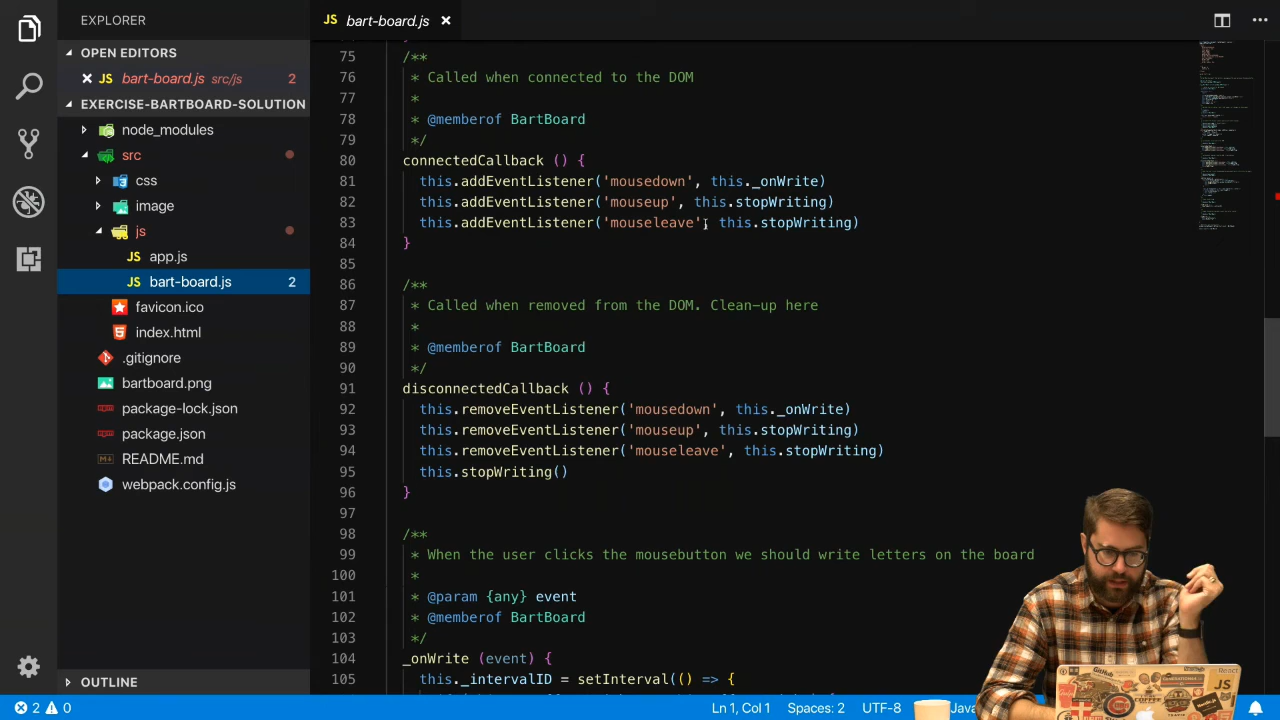 EXPLORER
JS bart-board.js
OPEN EDITORS
JS bart-board.js src/js 2
EXERCISE-BARTBOARD-SOLUTION
node_modules
src
css
image
js
JS app.js
JS bart-board.js 2
favicon.ico
index.html
.gitignore
bartboard.png
package-lock.json
package.json
README.md
webpack.config.js
OUTLINE
75 /**
76 * Called when connected to the DOM
77 *
78 * @memberof BartBoard
79 */
80 connectedCallback () {
81 this.addEventListener('mousedown', this._onWrite)
82 this.addEventListener('mouseup', this.stopWriting)
83 this.addEventListener('mouseleave', this.stopWriting)
84 }
85
86 /**
87 * Called when removed from the DOM. Clean-up here
88 *
89 * @memberof BartBoard
90 */
91 disconnectedCallback () {
92 this.removeEventListener('mousedown', this._onWrite)
93 this.removeEventListener('mouseup', this.stopWriting)
94 this.removeEventListener('mouseleave', this.stopWriting)
95 this.stopWriting()
96 }
97
98 /**
99 * When the user clicks the mousebutton we should write letters on the board
100 *
101 * @param {any} event
102 * @memberof BartBoard
103 */
104 _onWrite (event) {
105 this._intervalID = setInterval(() => {
2 0
Ln 1, Col 1 Spaces: 2 UTF-8
GitHub
JS